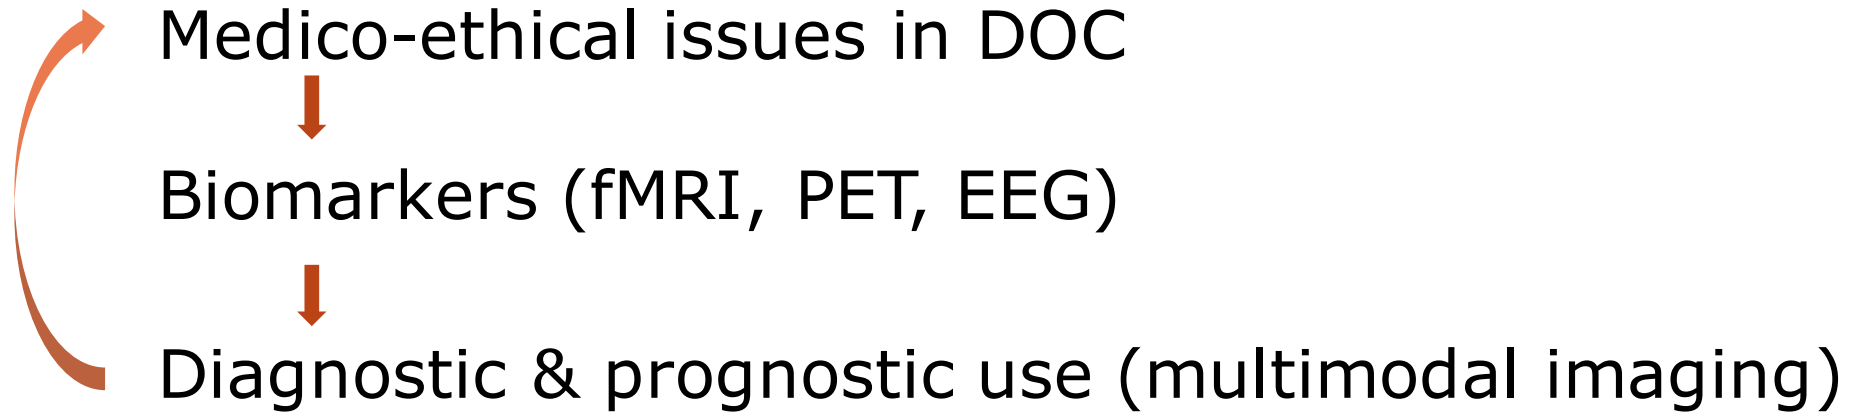 Medico-ethical issues in DOC
Biomarkers (fMRI, PET, EEG)
Diagnostic & prognostic use (multimodal imaging)